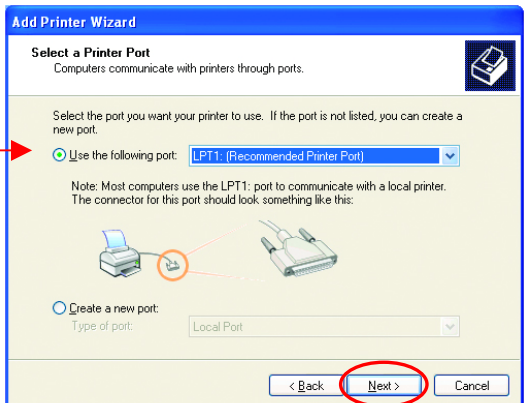 Add Printer Wizard
Select a Printer Port
Computers communicate with printers through ports.
Select the port you want your printer to use. If the port is not listed, you can create a
new port.
Use the following port: LPT1: (Recommended Printer Port)
Note: Most computers use the LPT1: port to communicate with a local printer.
The connector for this port should look something like this:
Create a new port:
Type of port: Local Port
< Back Next > Cancel